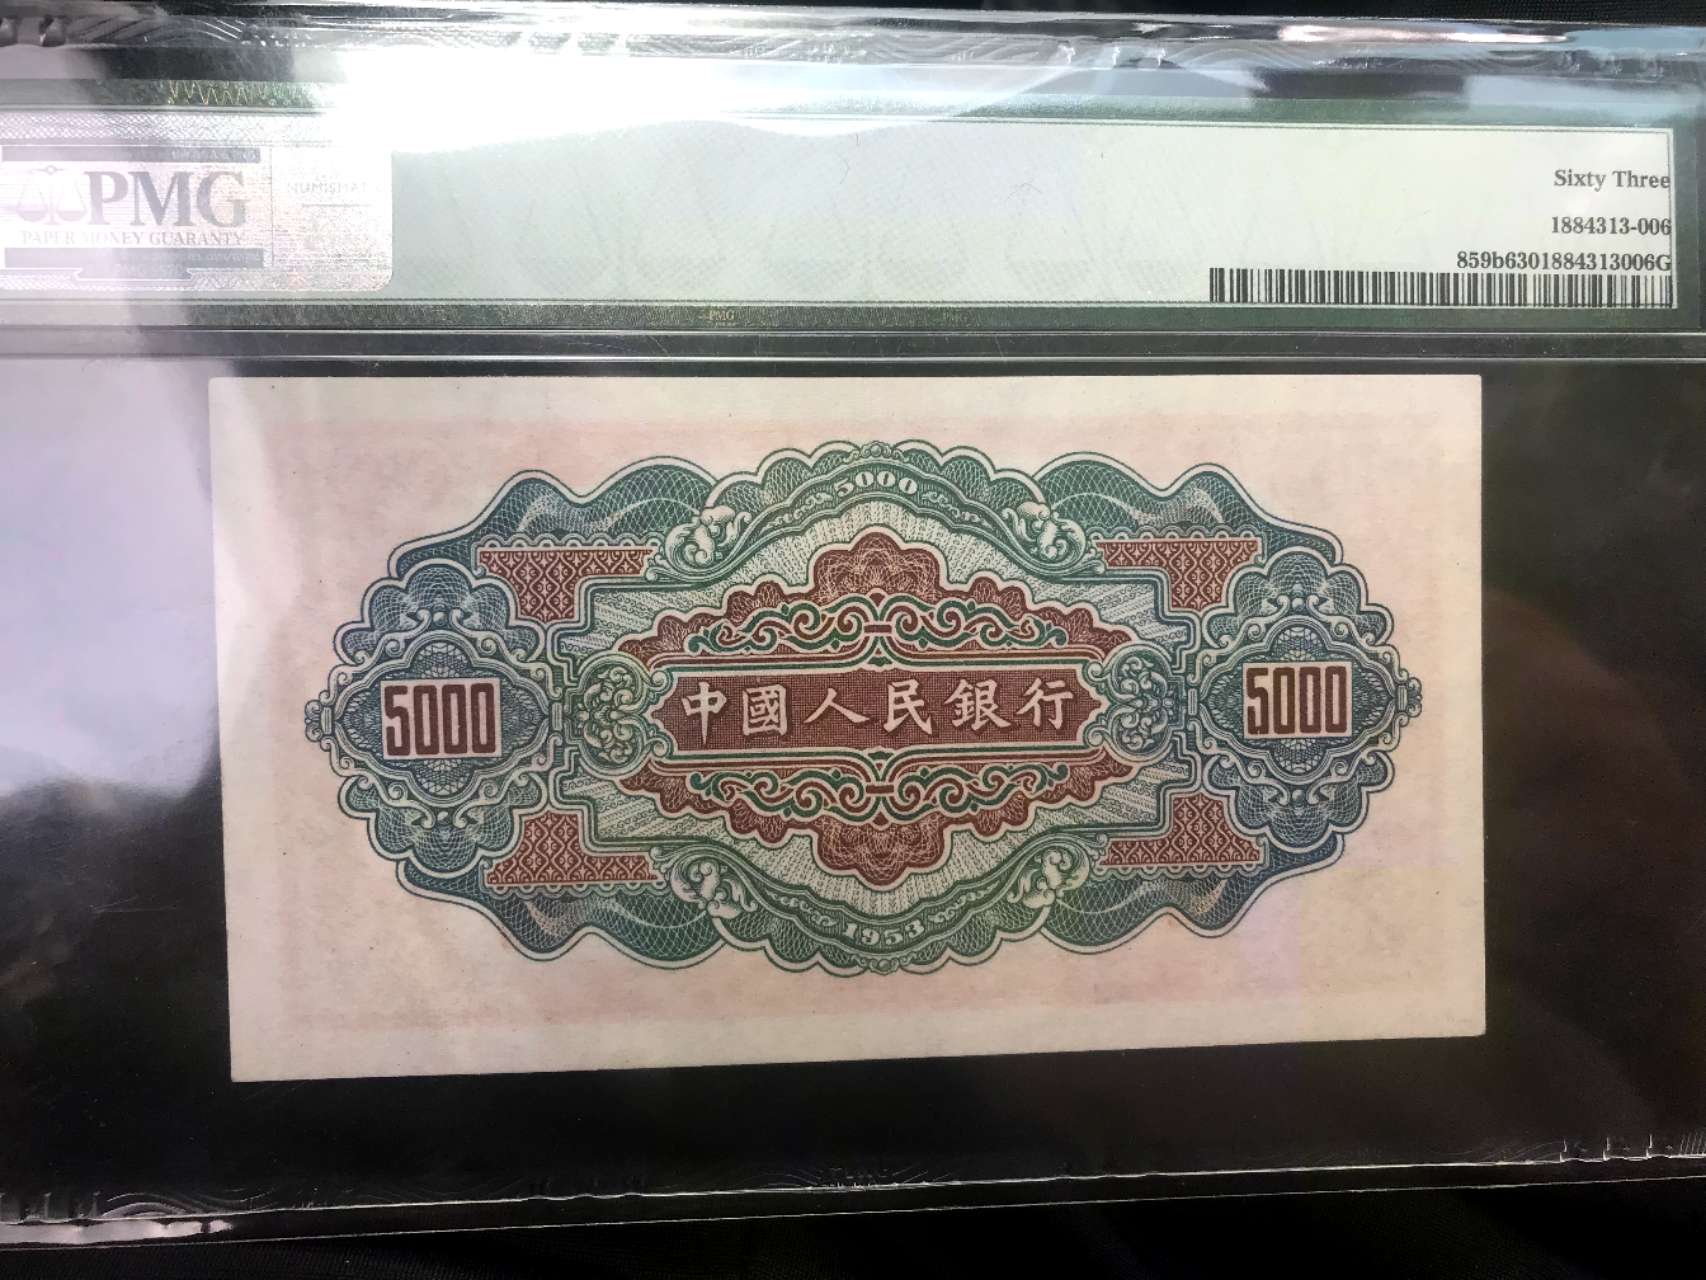 PMG
PAPER MONEY GUARANTY
Sixty Three
1884313-006
859b6301884313006G
PMG
5000
5000
中國人民銀行
5000
1953